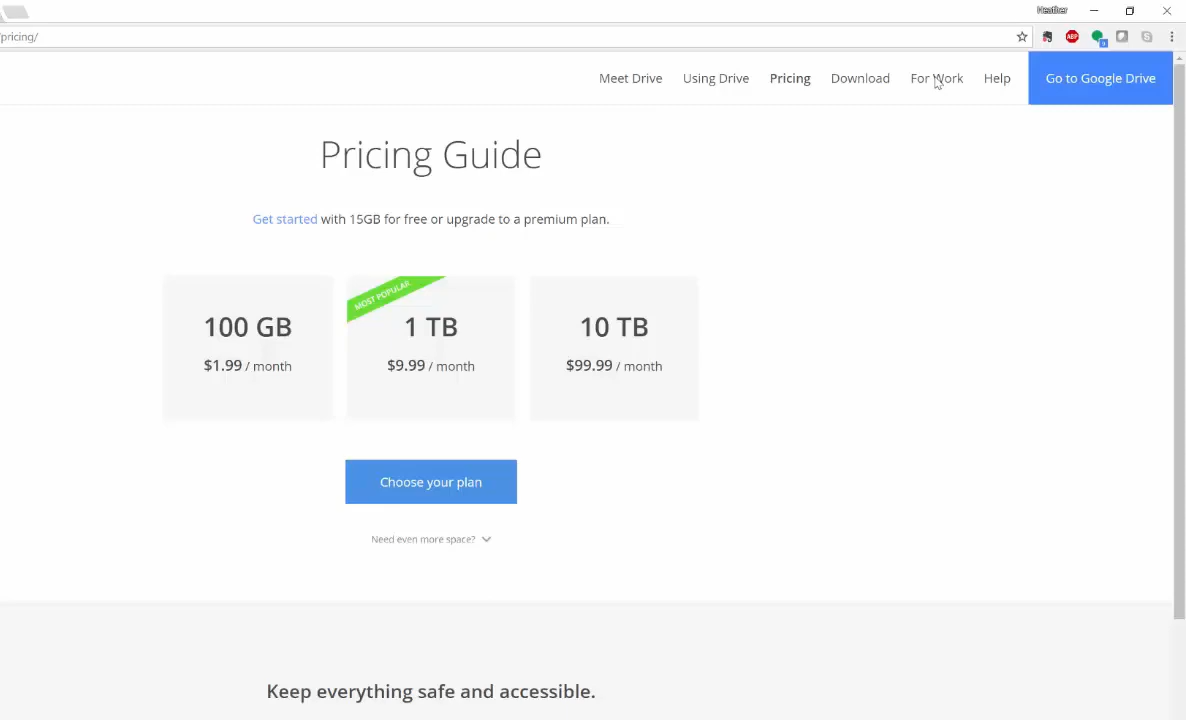 Heather
/pricing/
ABP
Meet Drive Using Drive Pricing Download For Work Help Go to Google Drive
Pricing Guide
Get started with 15GB for free or upgrade to a premium plan.
MOST POPULAR
100 GB 1 TB 10 TB
$1.99 / month $9.99 / month $99.99 / month
Choose your plan
Need even more space?
Keep everything safe and accessible.